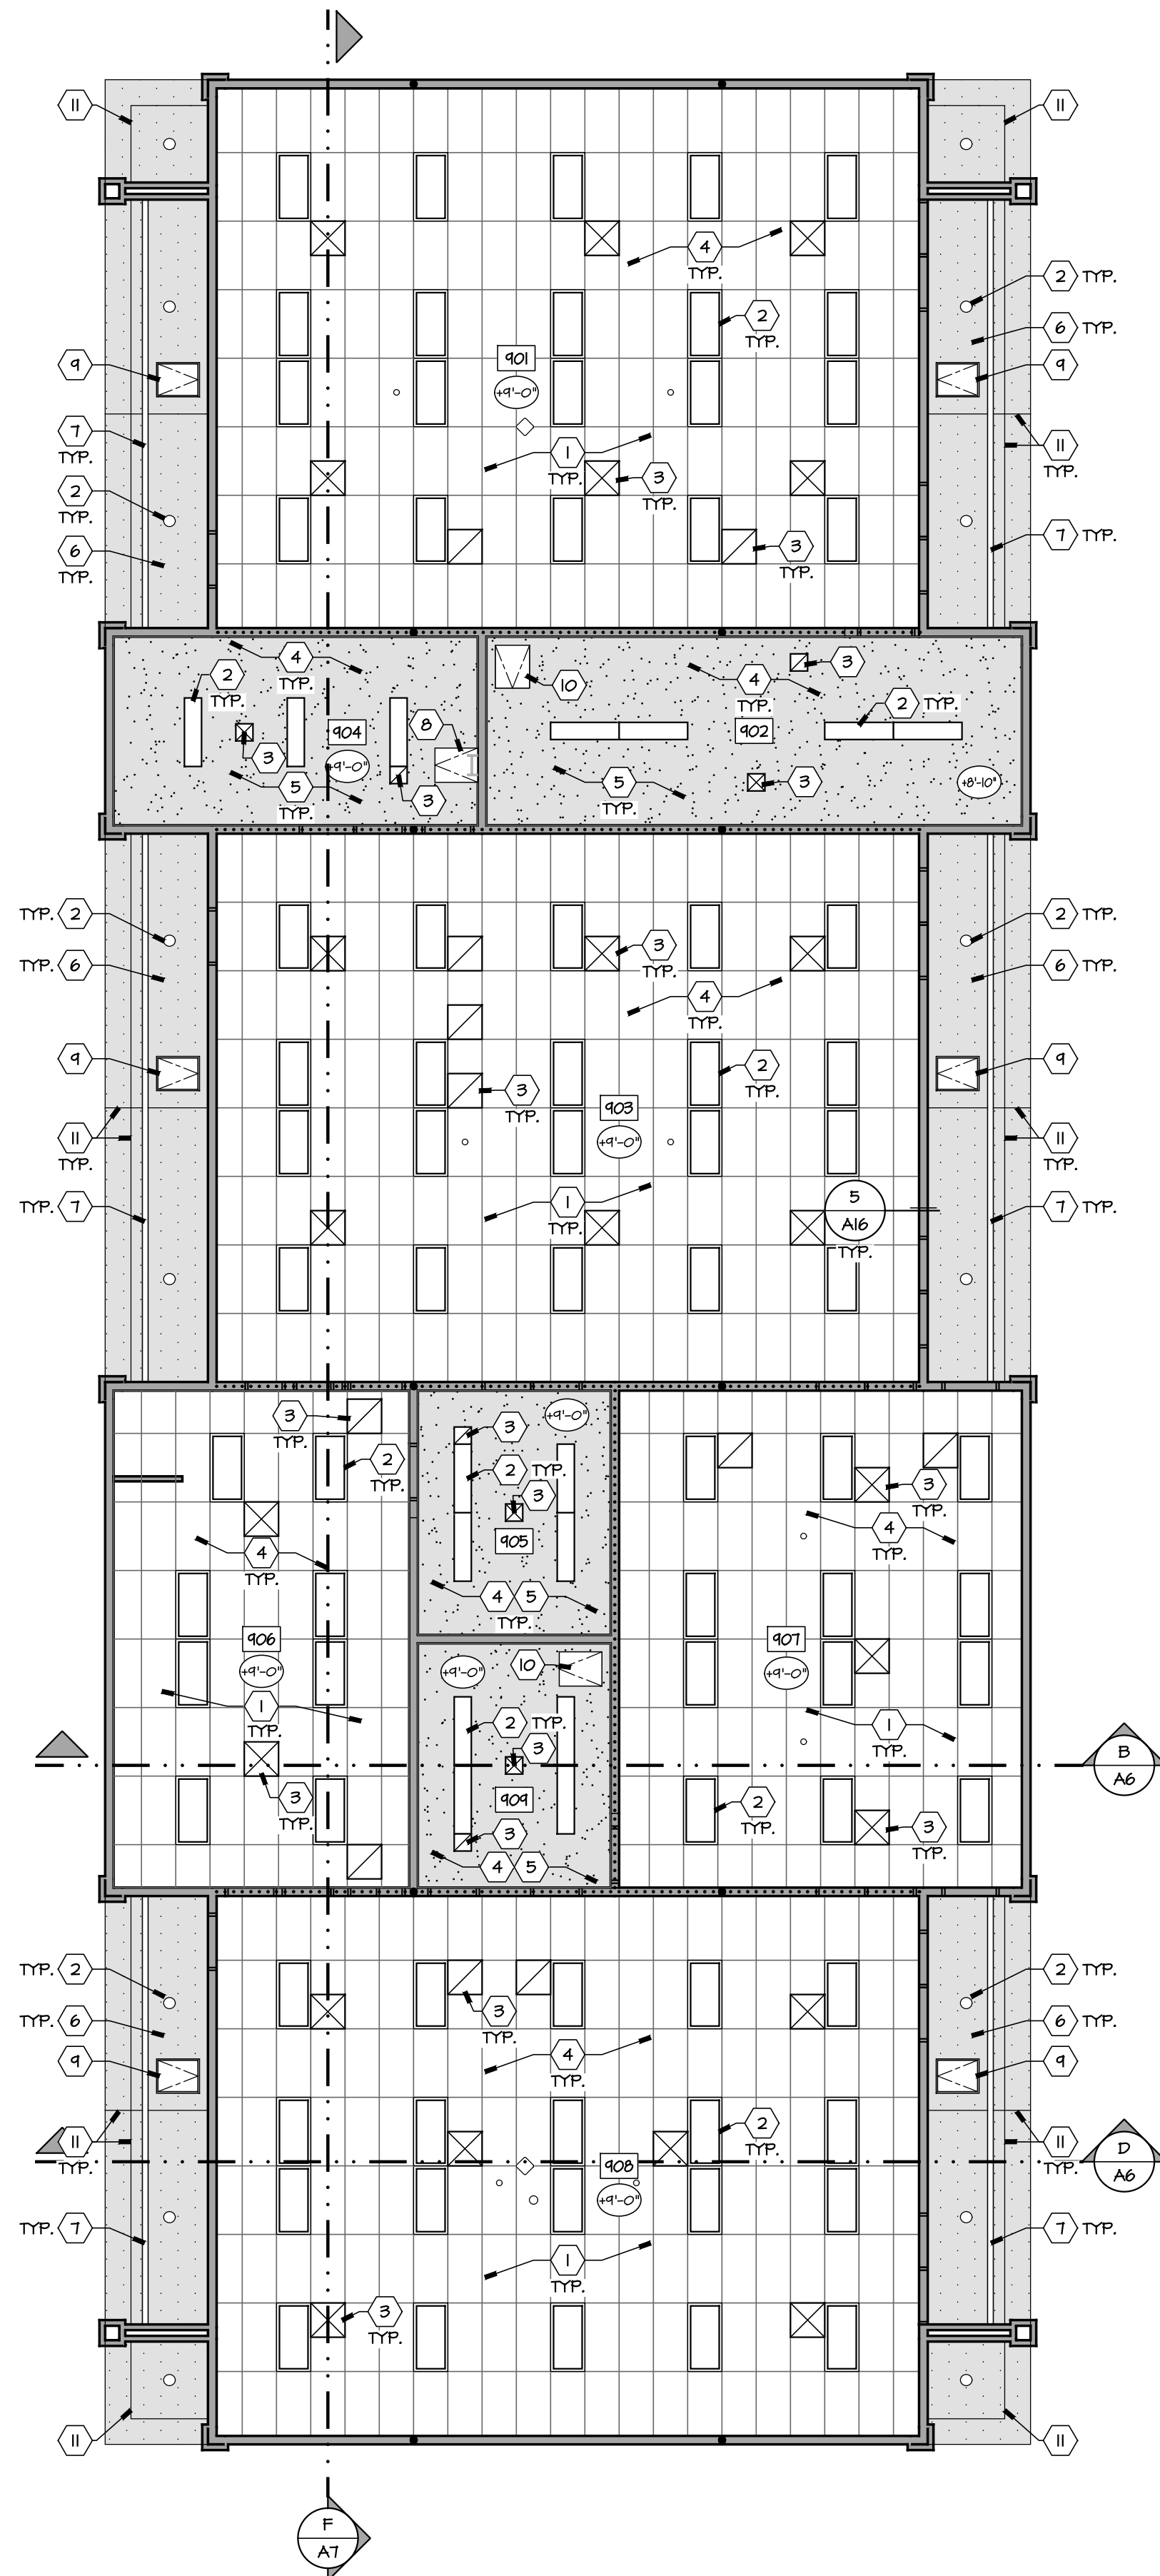 11
11
4
TYP.
2 TYP.
2
TYP.
6 TYP.
901
9
9
+9'-0"
7
TYP.
11
TYP.
1
TYP.
3
TYP.
2
TYP.
7 TYP.
3
TYP.
6
TYP.
4
TYP.
3
2
TYP.
4
TYP.
10
2 TYP.
8
904
902
3
+9'-0"
5
TYP.
3
5
TYP.
3
+8'-10"
TYP. 2
2 TYP.
3
TYP.
TYP. 6
6 TYP.
4
TYP.
9
2
TYP.
9
3
TYP.
903
11
TYP.
+9'-0"
11
TYP.
TYP. 7
1
TYP.
5
A16
TYP.
7 TYP.
3
TYP.
+9'-0"
3
2
TYP.
2 TYP.
3
TYP.
3
4
TYP.
905
4
TYP.
4 5
TYP.
906
+9'-0"
+9'-0"
10
907
+9'-0"
1
TYP.
2 TYP.
1
TYP.
3
B
A6
3
TYP.
909
2
TYP.
3
3
TYP.
4 5
TYP. 2
2 TYP.
3
TYP.
TYP. 6
6 TYP.
4
TYP.
9
9
2
TYP.
11
TYP.
908
11
TYP.
D
A6
+9'-0"
TYP. 7
7 TYP.
1
TYP.
3
TYP.
11
11
F
A7